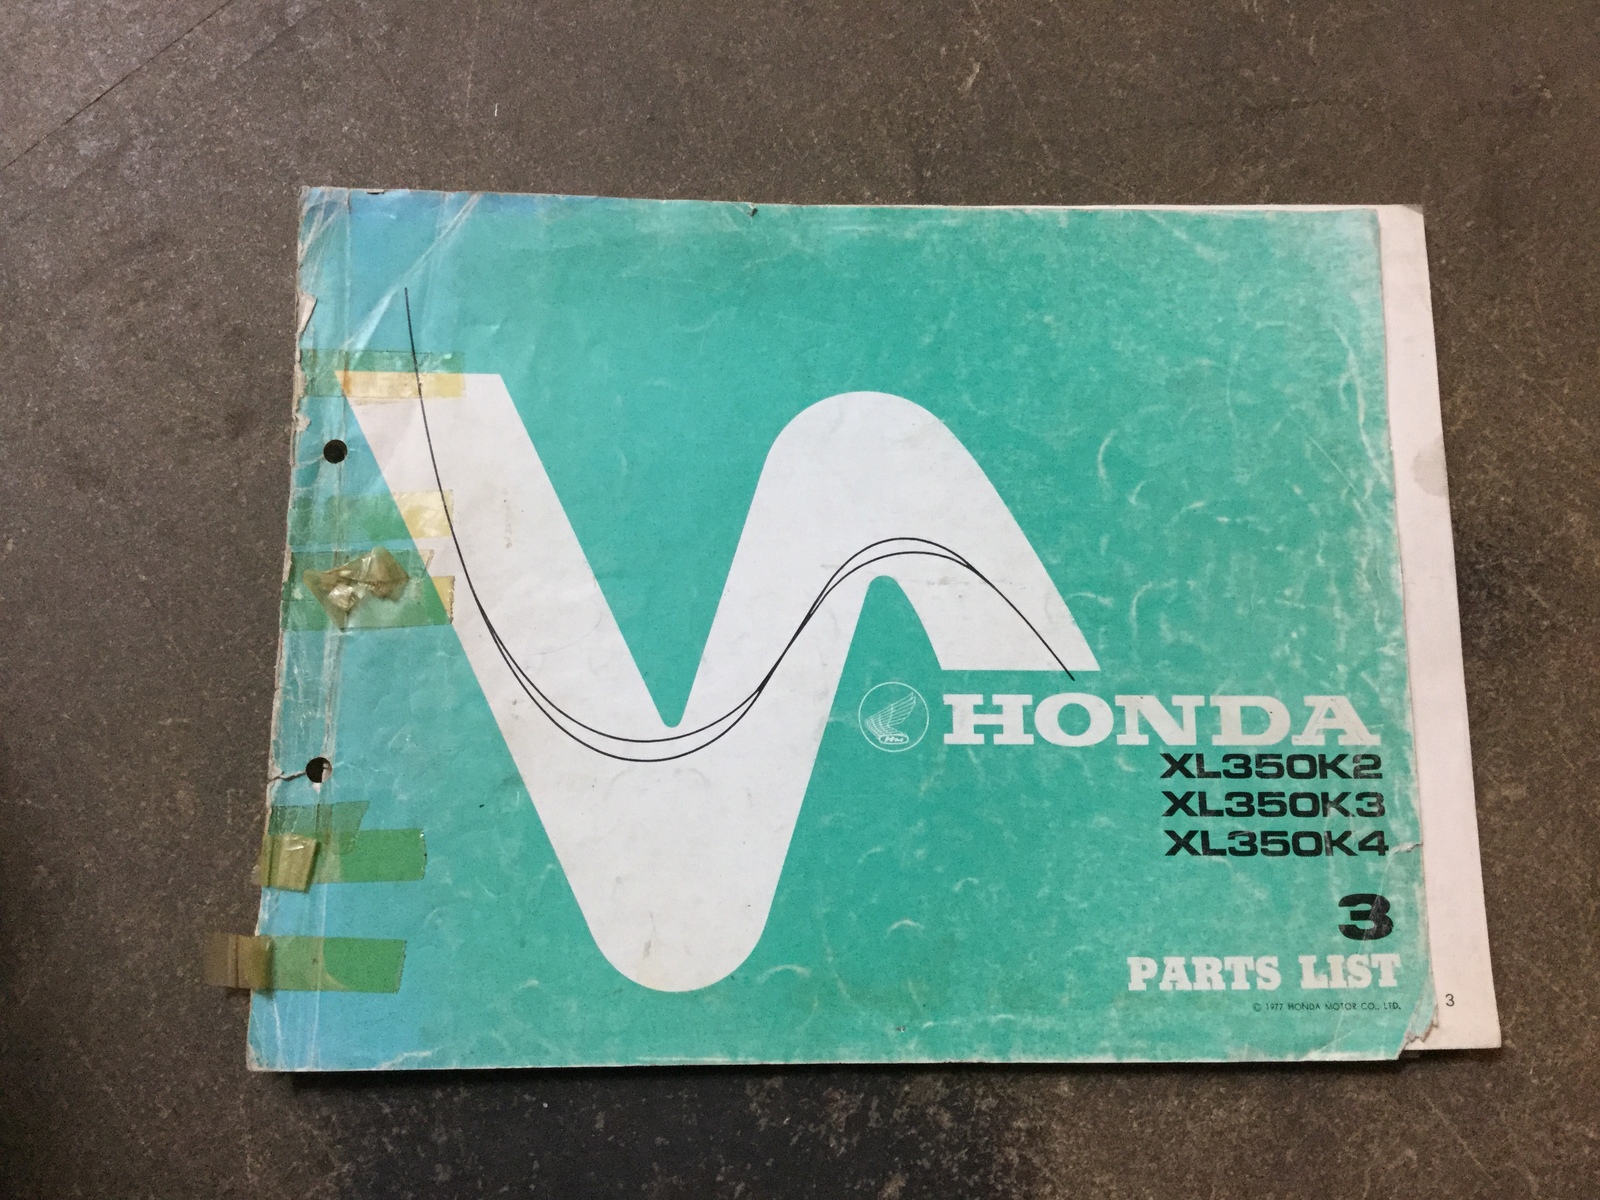 HONDA
XL350K2
XL350K3
XL350K4
3
PARTS LIST
© 1977 HONDA MOTOR CO., LTD.
3